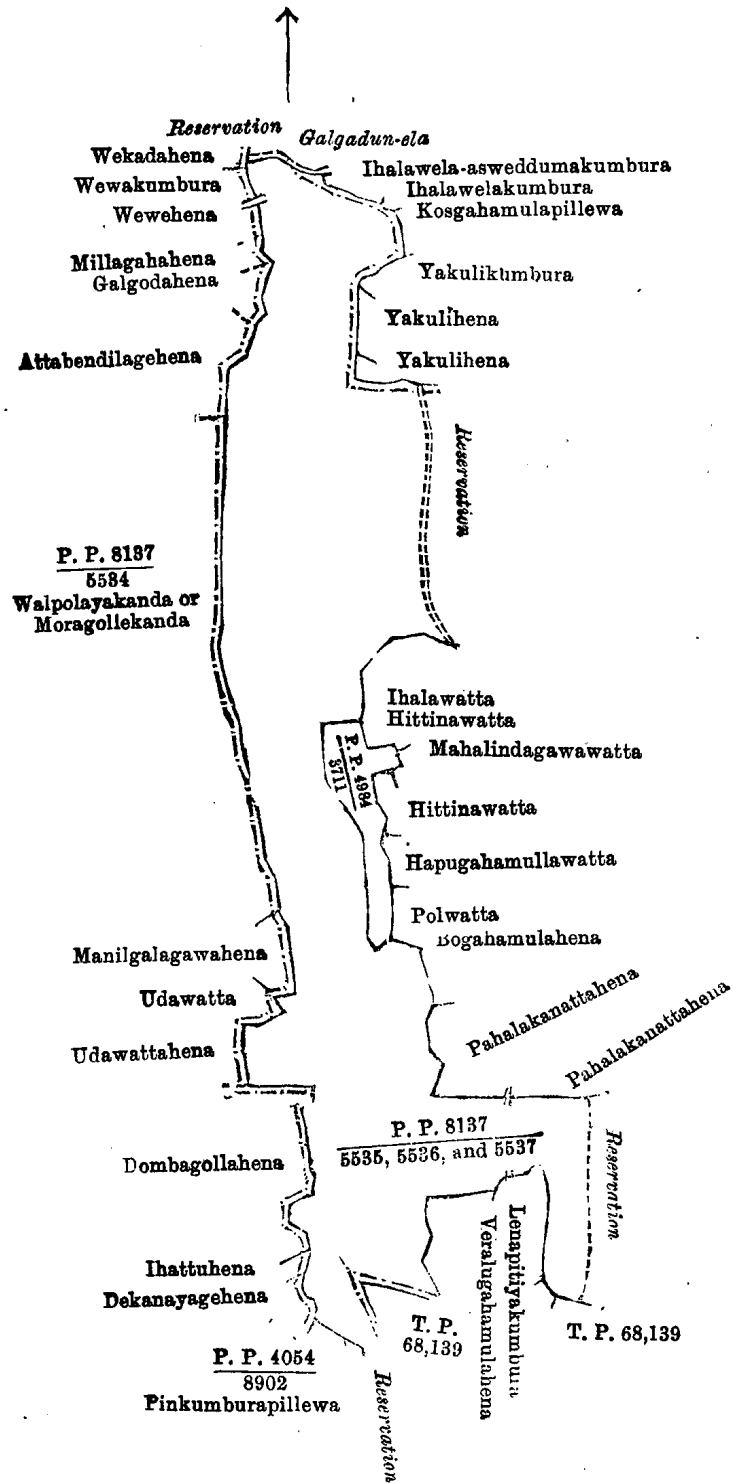 Reservation
Galgadun-ela
Wekadahena
Wewakumbura
Wewehena
Ihalawela-asweddumakumbura
Ihalawelakumbura
Kosgahamulapillewa
Millagahahena
Galgodahena
Yakulikumbura
Yakulihena
Attabendilagehena
Yakulihena
Reservation
P. P. 8137
5534
Walpolayakanda or
Moragollekanda
Ihalawatta
Hittinawatta
P. P. 4984
3711
Mahalindagawawatta
Hittinawatta
Hapugahamullawatta
Polwatta
Bogahamulahena
Manilgalagawahena
Udawatta
Udawattahena
Pahalakanattahena
Pahalakanattahena
P. P. 8137
5535, 5536, and 5537
Dombagollahena
Reservation
Lenapitiyakumbura
Veralugahamulahena
Ihattuhena
Dekanayagehena
T. P.
68,139
T. P. 68,139
P. P. 4054
8902
Pinkumburapillewa
Reservation